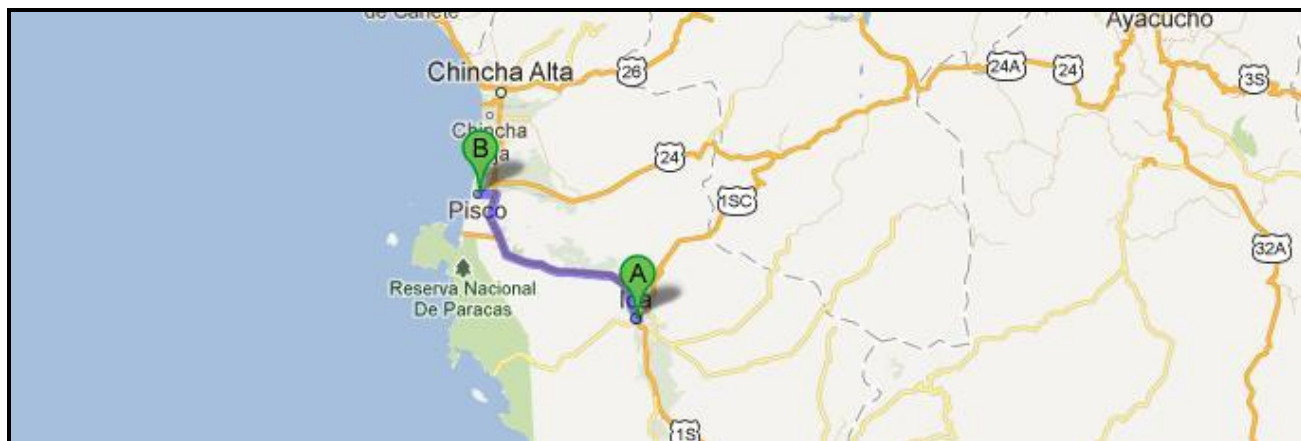 de Cañete
Ayacucho
Chincha Alta
26
24A
24
3S
Chincha
B
24
Pisco
1SC
32A
A
Ica
Reserva Nacional
De Paracas
1S